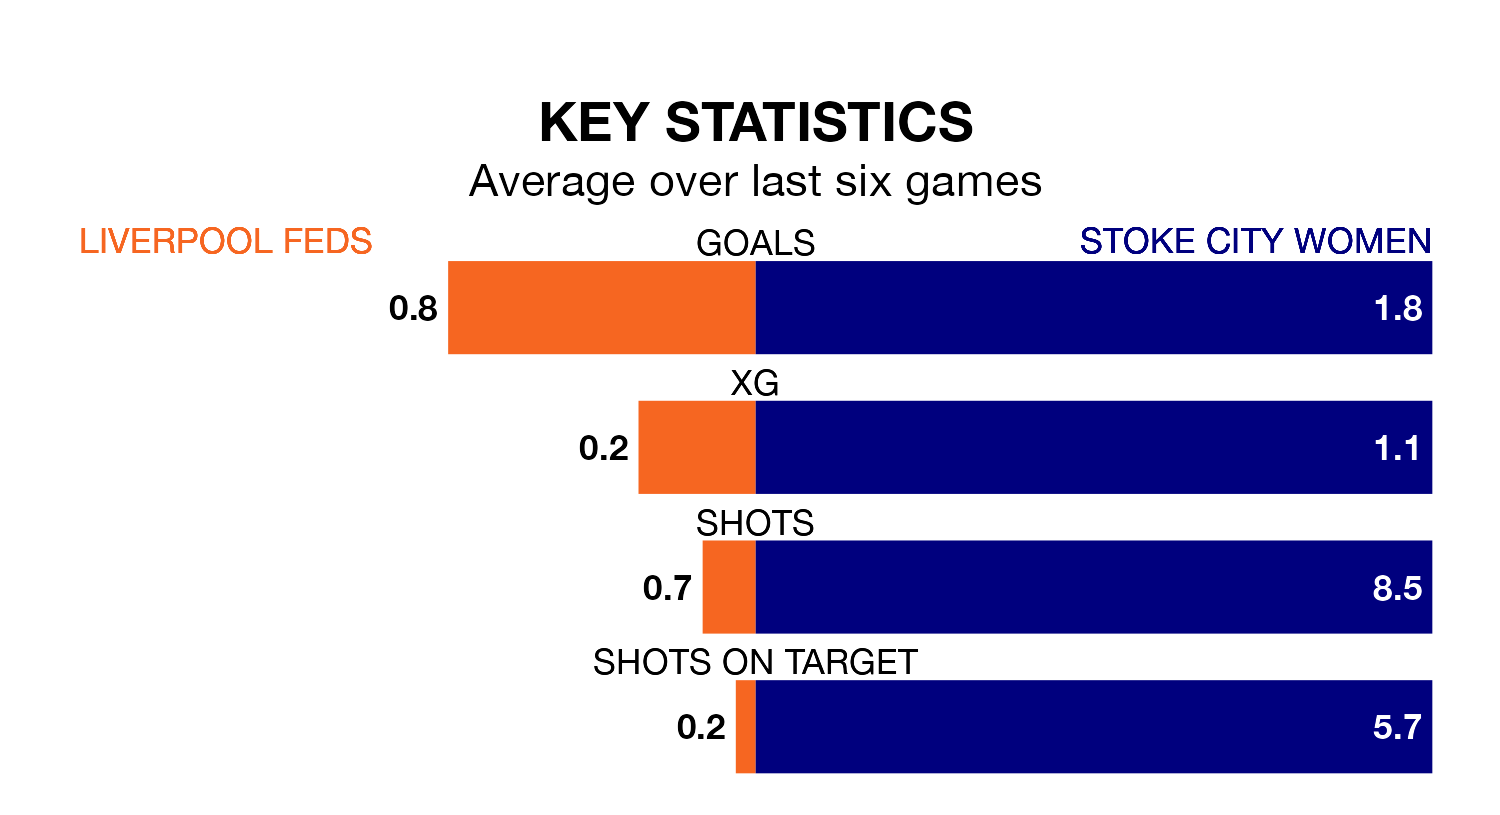 KEY STATISTICS
Average over last six games
LIVERPOOL FEDS GOALS STOKE CITY WOMEN
0.8 1.8
XG
0.2 1.1
SHOTS
0.7 8.5
SHOTS ON TARGET
0.2 5.7